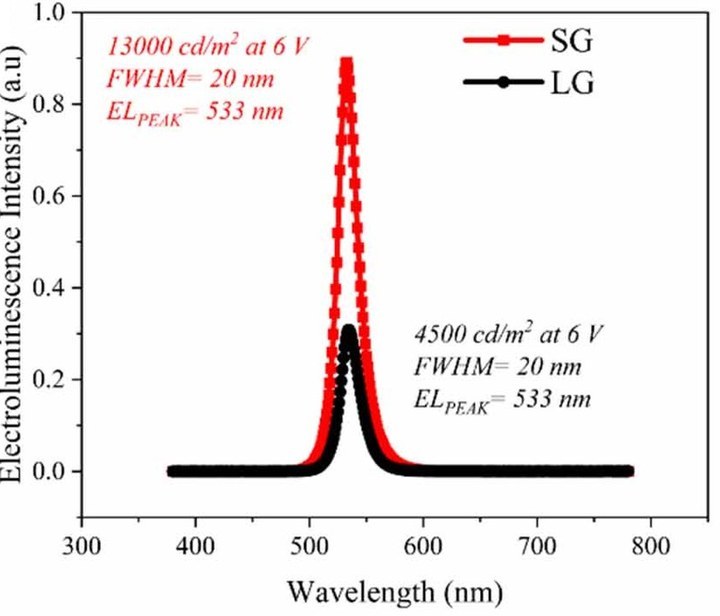 1.0
0.8
0.6
0.4
0.2
0.0
Electroluminescence Intensity (a.u)
13000 cd/m² at 6 V
FWHM= 20 nm
EL_PEAK= 533 nm
SG
LG
4500 cd/m² at 6 V
FWHM= 20 nm
EL_PEAK= 533 nm
300 400 500 600 700 800
Wavelength (nm)